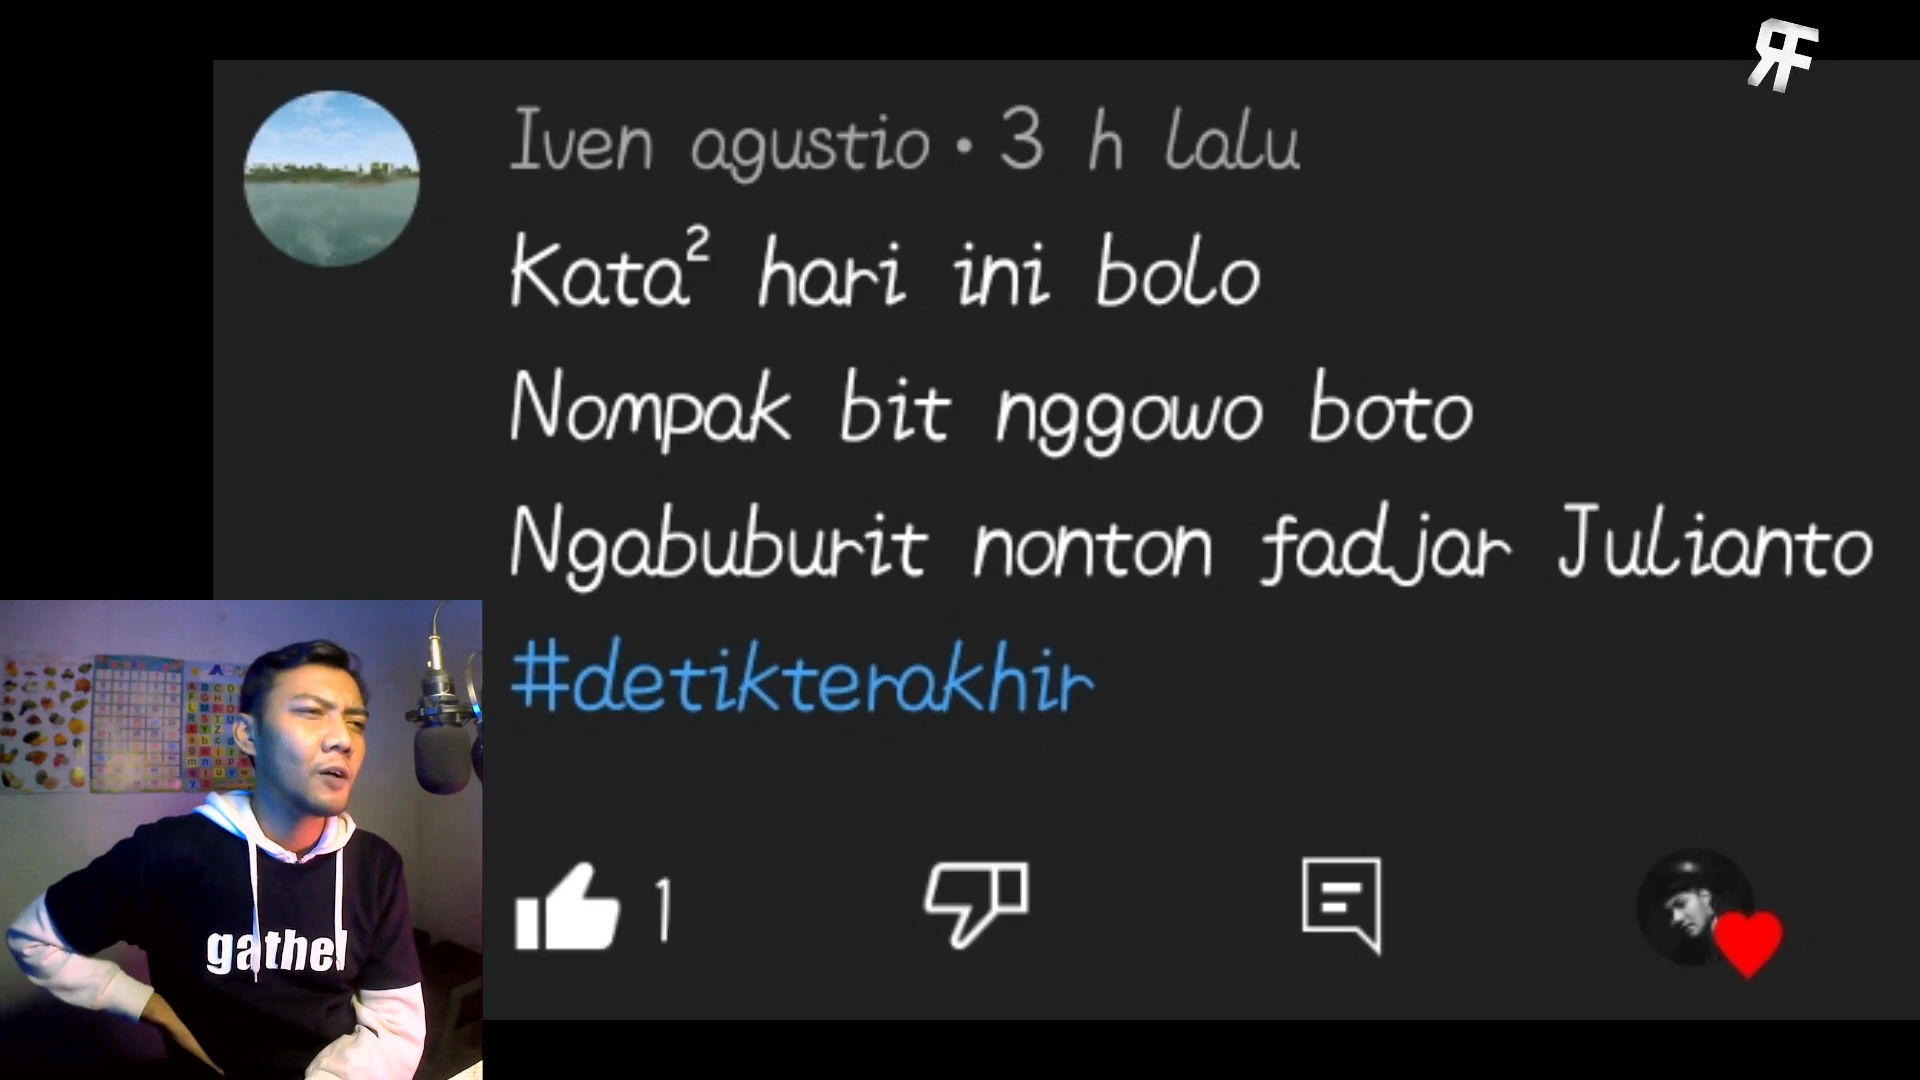 RF
Iven agustio • 3 h lalu
Kata² hari ini bolo
Nompak bit nggowo boto
Ngabuburit nonton fadjar Julianto
#detikterakhir
1
gathel